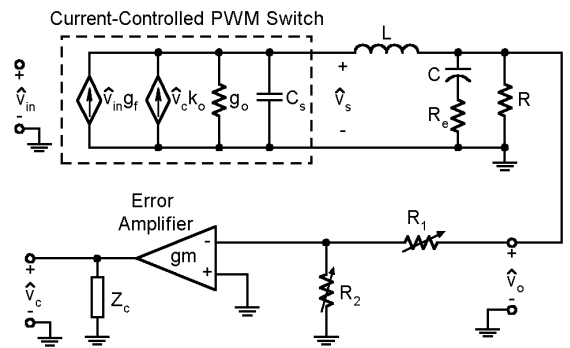 Current-Controlled PWM Switch
L
+
v̂in
-
v̂ingf
v̂cko
go
Cs
+
v̂s
-
C
Re
R
Error
Amplifier
gm
-
+
R1
R2
+
v̂o
-
+
v̂c
-
Zc